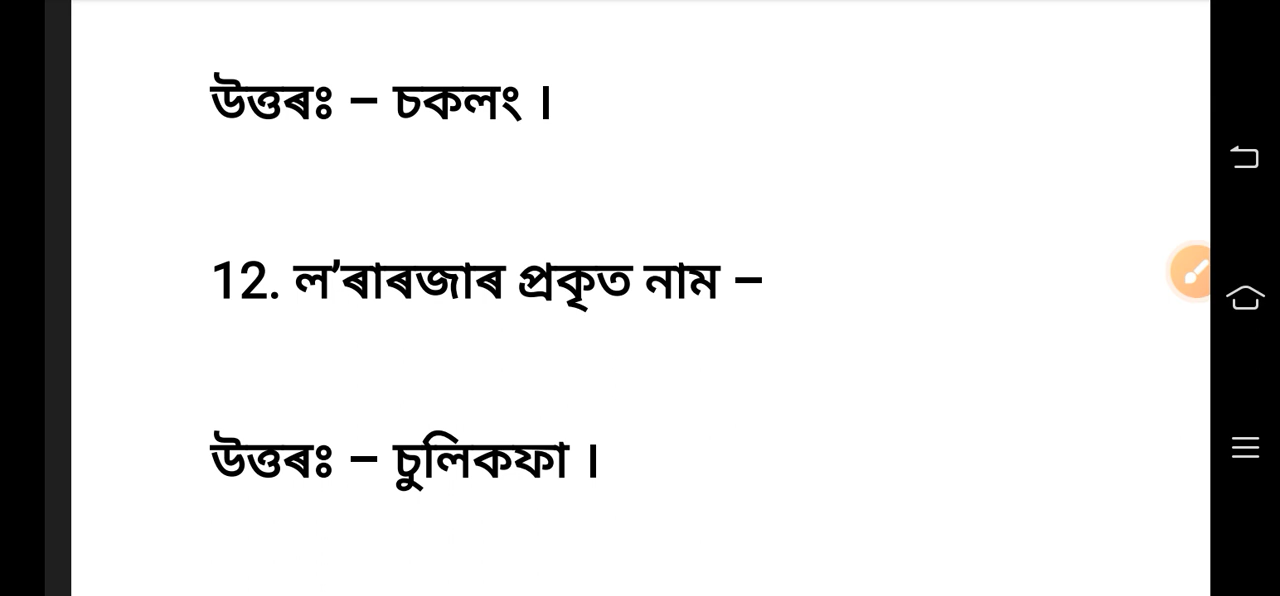 উত্তৰঃ – চকলং ।
12. ল’ৰাৰজাৰ প্ৰকৃত নাম –
উত্তৰঃ – চুলিকফা ।